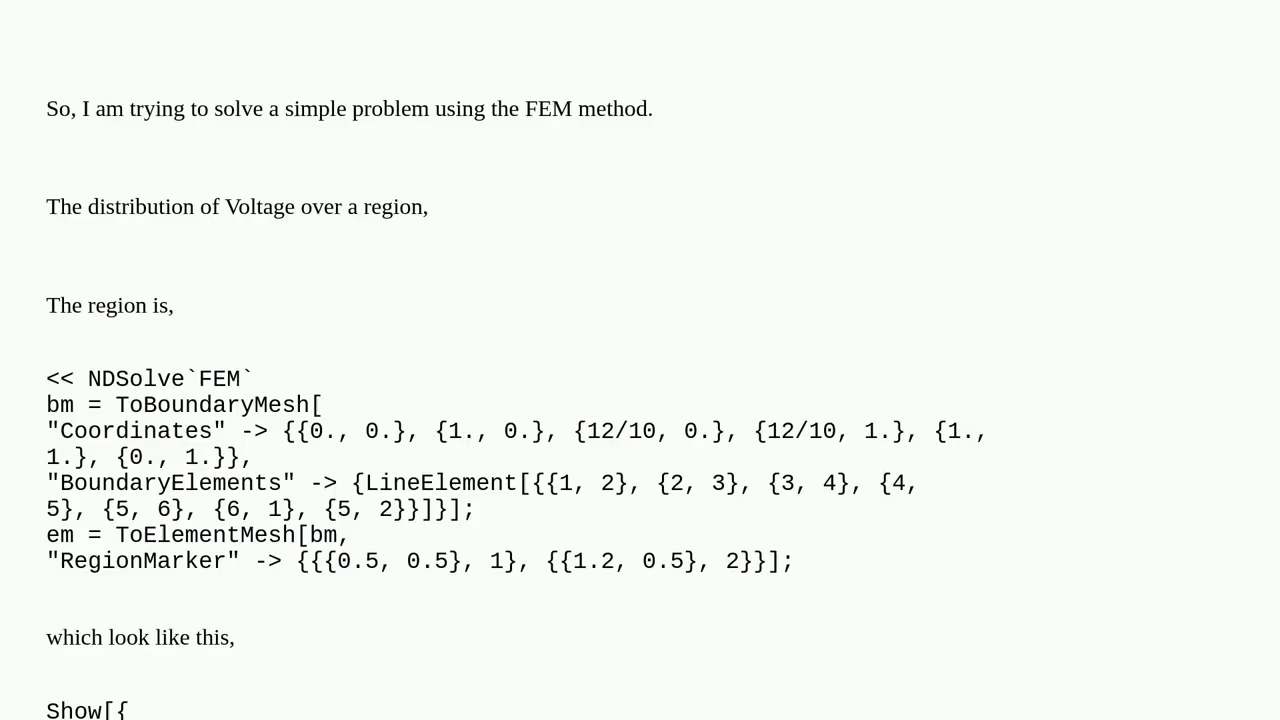 So, I am trying to solve a simple problem using the FEM method.
The distribution of Voltage over a region,
The region is,
<< NDSolve`FEM`
bm = ToBoundaryMesh[
"Coordinates" -> {{0., 0.}, {1., 0.}, {12/10, 0.}, {12/10, 1.}, {1.,
1.}, {0., 1.}},
"BoundaryElements" -> {LineElement[{{1, 2}, {2, 3}, {3, 4}, {4,
5}, {5, 6}, {6, 1}, {5, 2}}]}];
em = ToElementMesh[bm,
"RegionMarker" -> {{{0.5, 0.5}, 1}, {{1.2, 0.5}, 2}}];
which look like this,
Show[{